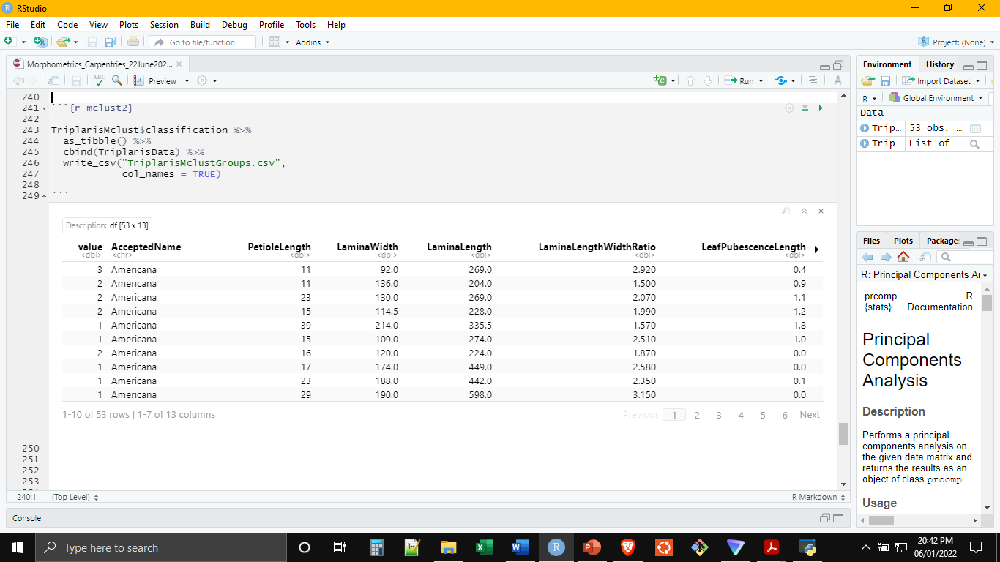 RStudio
File Edit Code View Plots Session Build Debug Profile Tools Help
Go to file/function Addins Project: (None)
Morphometrics_Carpentries_22June202...
ABC Preview Run
240
241 ```{r mclust2}
242
243 TriplarisMclust$classification %>%
244 as_tibble() %>%
245 cbind(TriplarisData) %>%
246 write_csv("TriplarisMclustGroups.csv",
247 col_names = TRUE)
248
249 ```
Description: df [53 x 13]
value AcceptedName PetioleLength LaminaWidth LaminaLength LaminaLengthWidthRatio LeafPubescenceLength
<dbl> <chr> <dbl> <dbl> <dbl> <dbl> <dbl>
3 Americana 11 92.0 269.0 2.920 0.4
2 Americana 11 136.0 204.0 1.500 0.9
2 Americana 23 130.0 269.0 2.070 1.1
2 Americana 15 114.5 228.0 1.990 1.2
1 Americana 39 214.0 335.5 1.570 1.8
1 Americana 15 109.0 274.0 2.510 1.0
2 Americana 16 120.0 224.0 1.870 0.0
1 Americana 17 174.0 449.0 2.580 0.0
1 Americana 23 188.0 442.0 2.350 0.1
1 Americana 29 190.0 598.0 3.150 0.0
1-10 of 53 rows | 1-7 of 13 columns Previous 1 2 3 4 5 6 Next
250
251
252
253
240:1 (Top Level) R Markdown
Console
Environment History
Import Dataset
R Global Environment
Data
Trip... 53 obs. ...
Trip... List of ...
Files Plots Package
R: Principal Components A
prcomp R
{stats} Documentation
Principal
Components
Analysis
Description
Performs a principal
components analysis on
the given data matrix and
returns the results as an
object of class prcomp.
Usage
Type here to search
20:42 PM
06/01/2022